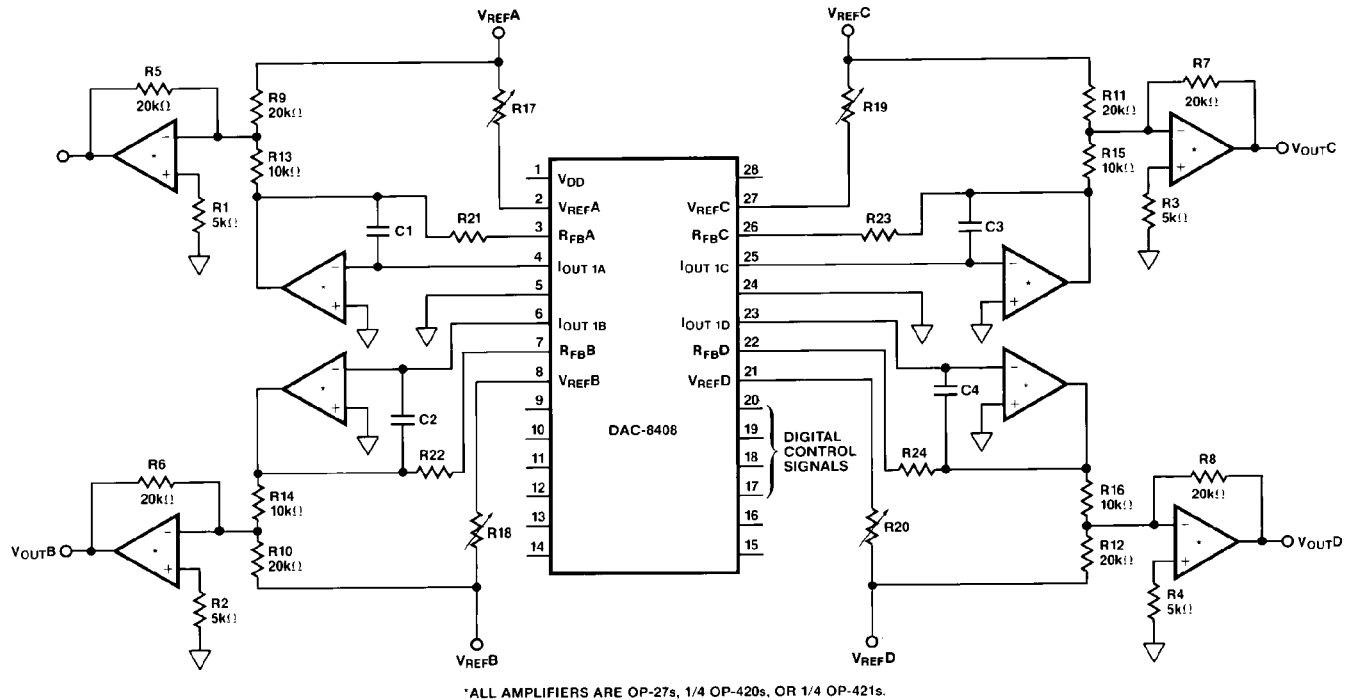 VREFA
VREFC
R5
20kΩ
R9
20kΩ
R17
R13
10kΩ
R1
5kΩ
C1
R21
R19
R11
20kΩ
R7
20kΩ
R15
10kΩ
VOUTC
R3
5kΩ
R23
C3
1 VDD
2 VREFA
3 RFBA
4 IOUT 1A
5
6 IOUT 1B
7 RFBB
8 VREFB
9
10
11
12
13
14
DAC-8408
28
VREFC 27
RFBC 26
IOUT 1C 25
24
IOUT 1D 23
RFBD 22
VREFD 21
20
19
18
17
16
15
DIGITAL
CONTROL
SIGNALS
C2
R22
R6
20kΩ
R14
10kΩ
R10
20kΩ
R18
VOUTB
R2
5kΩ
VREFB
C4
R24
R20
R16
10kΩ
R12
20kΩ
R8
20kΩ
VOUTD
R4
5kΩ
VREFD
*ALL AMPLIFIERS ARE OP-27s, 1/4 OP-420s, OR 1/4 OP-421s.